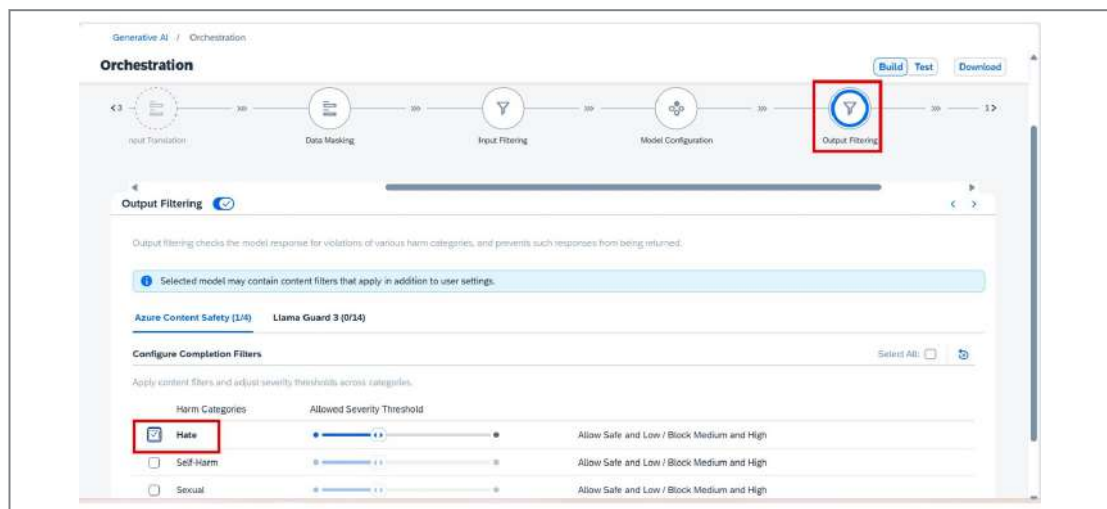 Generative AI / Orchestration
Orchestration
Build Test Download
<3 1>
nput Translation Data Masking Input Filtering Model Configuration Output Filtering
Output Filtering < >
Output filtering checks the model response for violations of various harm categories, and prevents such responses from being returned.
Selected model may contain content filters that apply in addition to user settings.
Azure Content Safety (1/4) Llama Guard 3 (0/14)
Configure Completion Filters Select All:
Apply content filters and adjust severity thresholds across categories.
Harm Categories Allowed Severity Threshold
Hate Allow Safe and Low / Block Medium and High
Self-Harm Allow Safe and Low / Block Medium and High
Sexual Allow Safe and Low / Block Medium and High